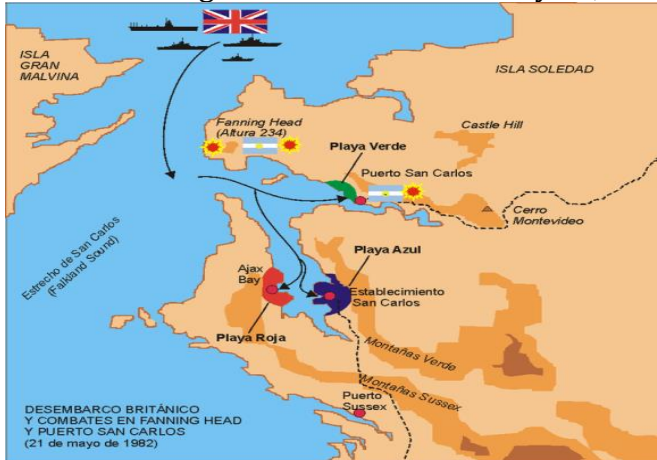 ISLA
GRAN
MALVINA
ISLA SOLEDAD
Fanning Head
(Altura 234)
Castle Hill
Playa Verde
Puerto San Carlos
Cerro
Montevideo
Estrecho de San Carlos
(Falkland Sound)
Ajax
Bay
Playa Azul
Establecimiento
San Carlos
Playa Roja
Montañas Verde
Montañas Sussex
Puerto
Sussex
DESEMBARCO BRITÁNICO
Y COMBATES EN FANNING HEAD
Y PUERTO SAN CARLOS
(21 de mayo de 1982)